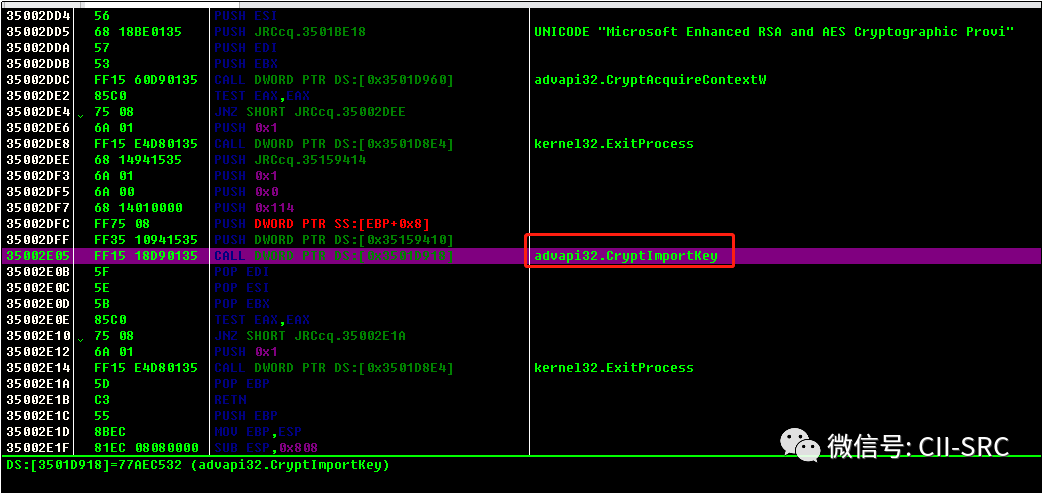 35002DD4 56 PUSH ESI
35002DD5 68 18BE0135 PUSH JRCcq.3501BE18 UNICODE "Microsoft Enhanced RSA and AES Cryptographic Provi"
35002DDA 57 PUSH EDI
35002DDB 53 PUSH EBX
35002DDC FF15 60D90135 CALL DWORD PTR DS:[0x3501D960] advapi32.CryptAcquireContextW
35002DE2 85C0 TEST EAX,EAX
35002DE4 75 08 JNZ SHORT JRCcq.35002DEE
35002DE6 6A 01 PUSH 0x1
35002DE8 FF15 E4D80135 CALL DWORD PTR DS:[0x3501D8E4] kernel32.ExitProcess
35002DEE 68 14941535 PUSH JRCcq.35159414
35002DF3 6A 01 PUSH 0x1
35002DF5 6A 00 PUSH 0x0
35002DF7 68 14010000 PUSH 0x114
35002DFC FF75 08 PUSH DWORD PTR SS:[EBP+0x8]
35002DFF FF35 10941535 PUSH DWORD PTR DS:[0x35159410]
35002E05 FF15 18D90135 CALL DWORD PTR DS:[0x3501D918] advapi32.CryptImportKey
35002E0B 5F POP EDI
35002E0C 5E POP ESI
35002E0D 5B POP EBX
35002E0E 85C0 TEST EAX,EAX
35002E10 75 08 JNZ SHORT JRCcq.35002E1A
35002E12 6A 01 PUSH 0x1
35002E14 FF15 E4D80135 CALL DWORD PTR DS:[0x3501D8E4] kernel32.ExitProcess
35002E1A 5D POP EBP
35002E1B C3 RETN
35002E1C 55 PUSH EBP
35002E1D 8BEC MOV EBP,ESP
35002E1F 81EC 08080000 SUB ESP,0x808
微信号: CII-SRC
DS:[3501D918]=77AEC532 (advapi32.CryptImportKey)